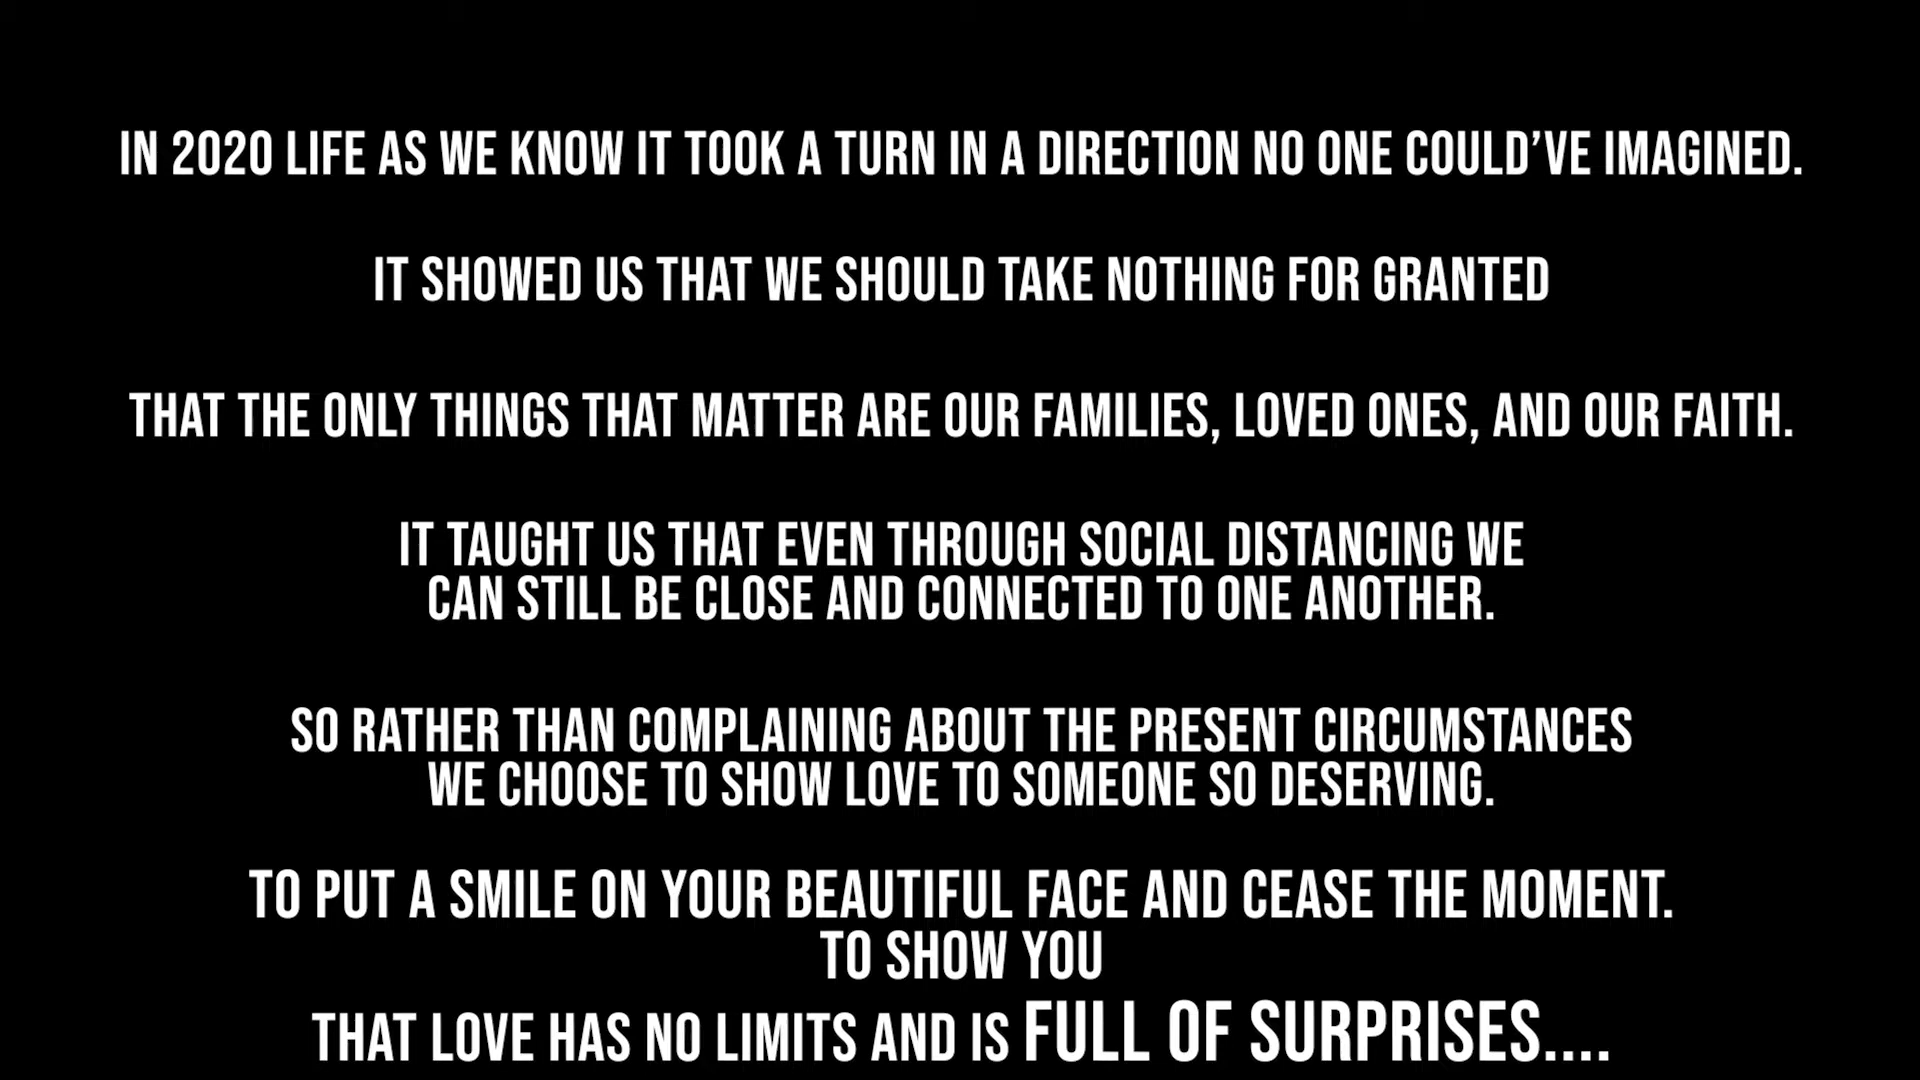 IN 2020 LIFE AS WE KNOW IT TOOK A TURN IN A DIRECTION NO ONE COULD’VE IMAGINED.
IT SHOWED US THAT WE SHOULD TAKE NOTHING FOR GRANTED
THAT THE ONLY THINGS THAT MATTER ARE OUR FAMILIES, LOVED ONES, AND OUR FAITH.
IT TAUGHT US THAT EVEN THROUGH SOCIAL DISTANCING WE
CAN STILL BE CLOSE AND CONNECTED TO ONE ANOTHER.
SO RATHER THAN COMPLAINING ABOUT THE PRESENT CIRCUMSTANCES
WE CHOOSE TO SHOW LOVE TO SOMEONE SO DESERVING.
TO PUT A SMILE ON YOUR BEAUTIFUL FACE AND CEASE THE MOMENT.
TO SHOW YOU
THAT LOVE HAS NO LIMITS AND IS FULL OF SURPRISES....